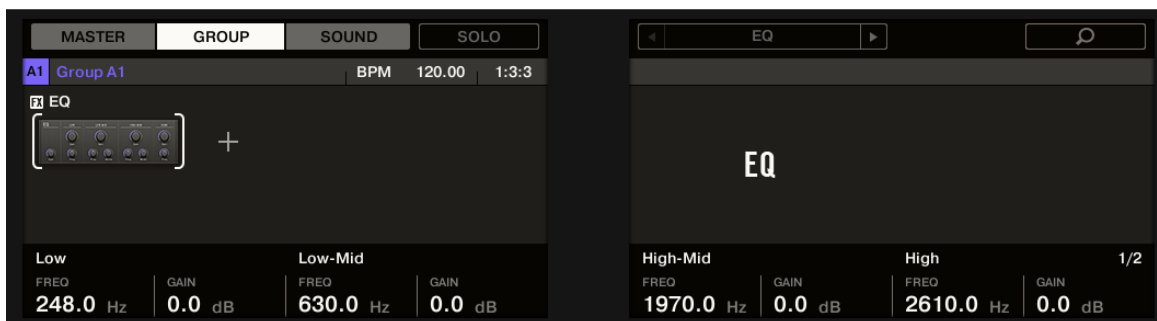 MASTER GROUP SOUND SOLO
A1 Group A1 BPM 120.00 1:3:3
FX EQ
Low Low-Mid
FREQ GAIN FREQ GAIN
248.0 Hz 0.0 dB 630.0 Hz 0.0 dB
EQ
EQ
High-Mid High 1/2
FREQ GAIN FREQ GAIN
1970.0 Hz 0.0 dB 2610.0 Hz 0.0 dB